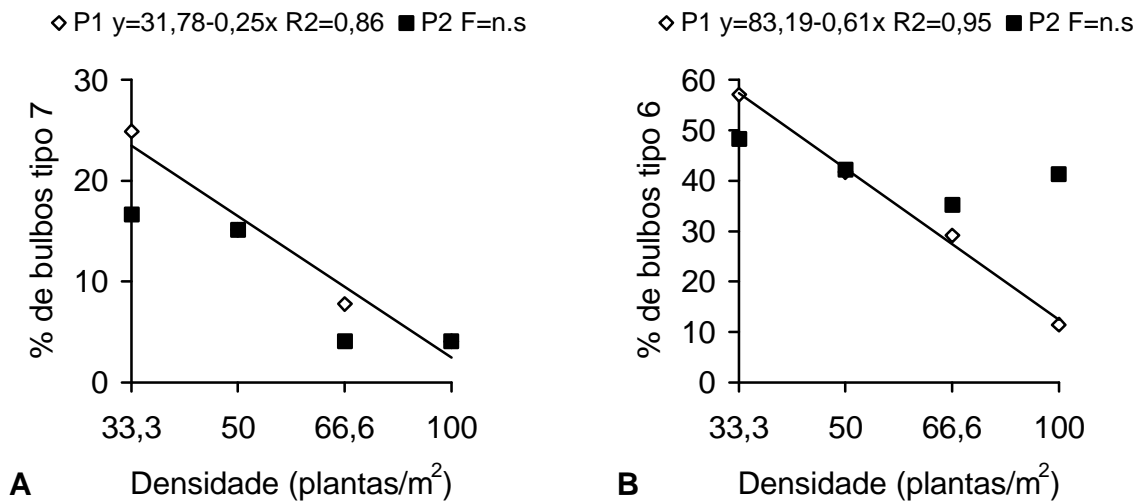 P1 y=31,78-0,25x R2=0,86 P2 F=n.s
% de bulbos tipo 7
30
20
10
0
33,3 50 66,6 100
A Densidade (plantas/m²)
P1 y=83,19-0,61x R2=0,95 P2 F=n.s
% de bulbos tipo 6
60
50
40
30
20
10
0
33,3 50 66,6 100
B Densidade (plantas/m²)